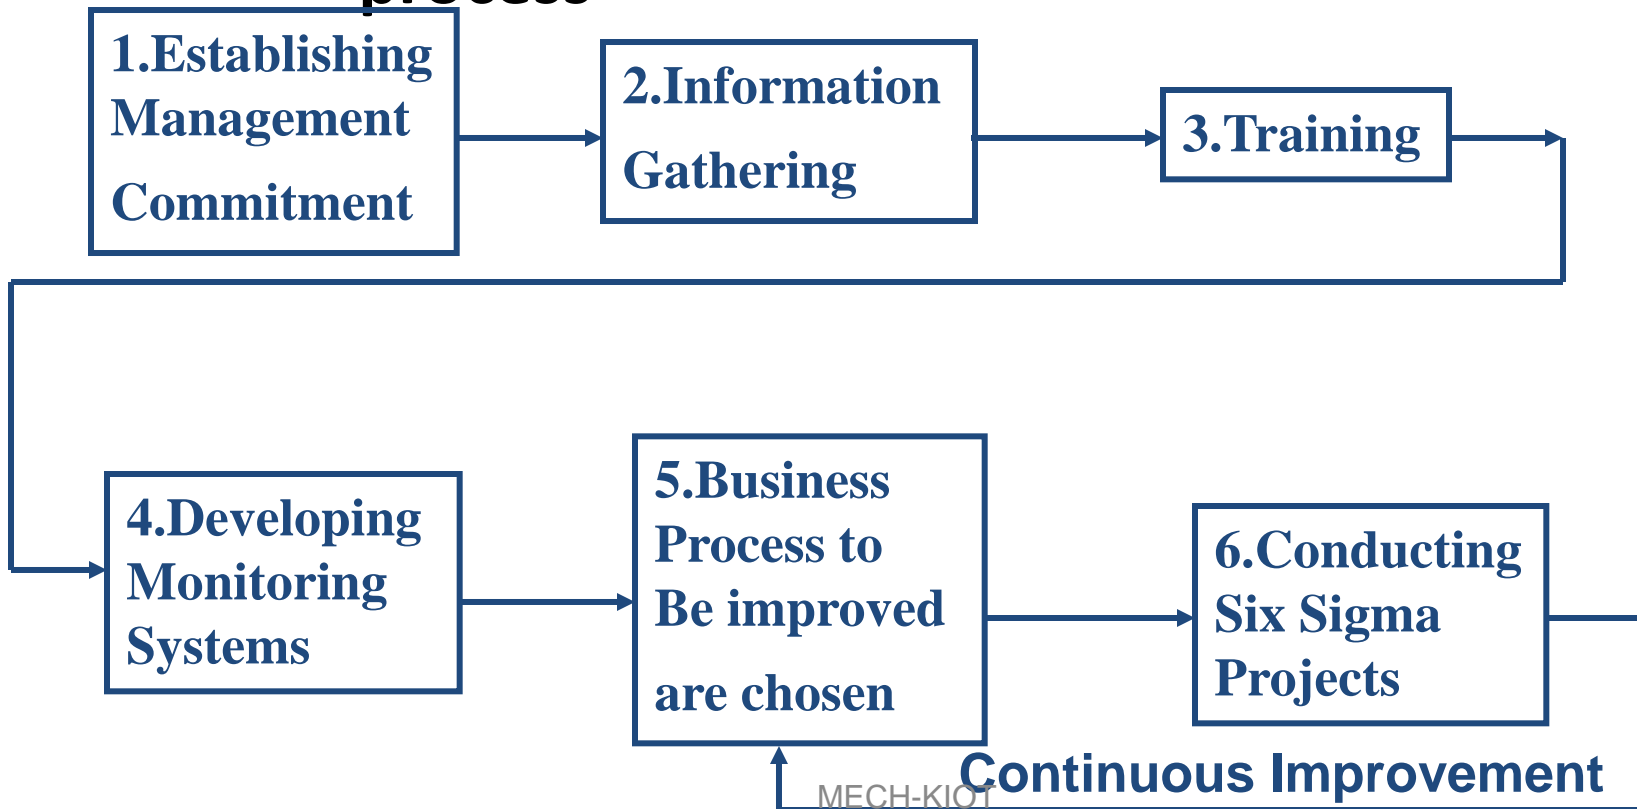 process
1.Establishing
Management
Commitment
2.Information
Gathering
3.Training
4.Developing
Monitoring
Systems
5.Business
Process to
Be improved
are chosen
6.Conducting
Six Sigma
Projects
Continuous Improvement
MECH-KIOT